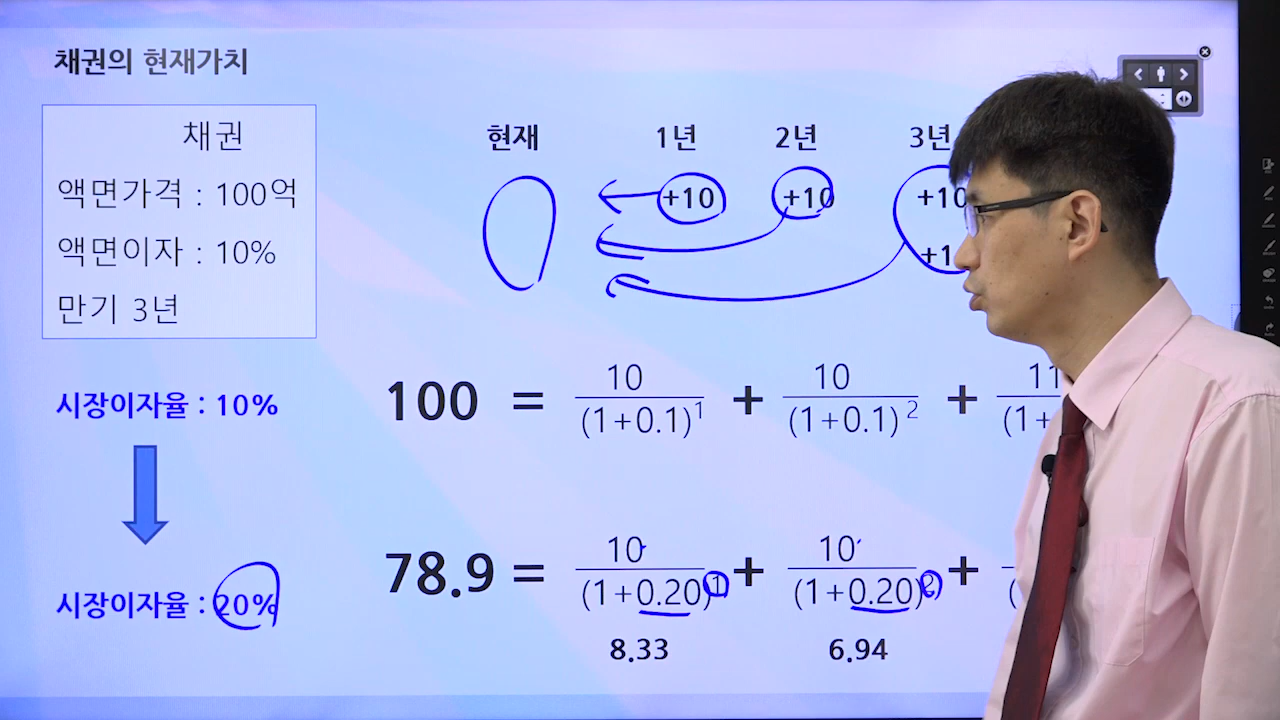 채권의 현재가치
채권
액면가격 : 100억
액면이자 : 10%
만기 3년
현재 1년 2년 3년
+10 +10 +10
+1
시장이자율 : 10%
100 = 10/(1+0.1)^1 + 10/(1+0.1)^2 + 11/(1+
시장이자율 : 20%
78.9 = 10/(1+0.20)^1 + 10/(1+0.20)^2 + (
8.33 6.94